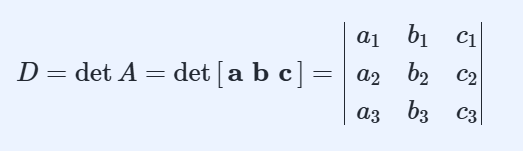 D = det A = det [ a b c ] = | a₁ b₁ c₁ |
| a₂ b₂ c₂ |
| a₃ b₃ c₃ |